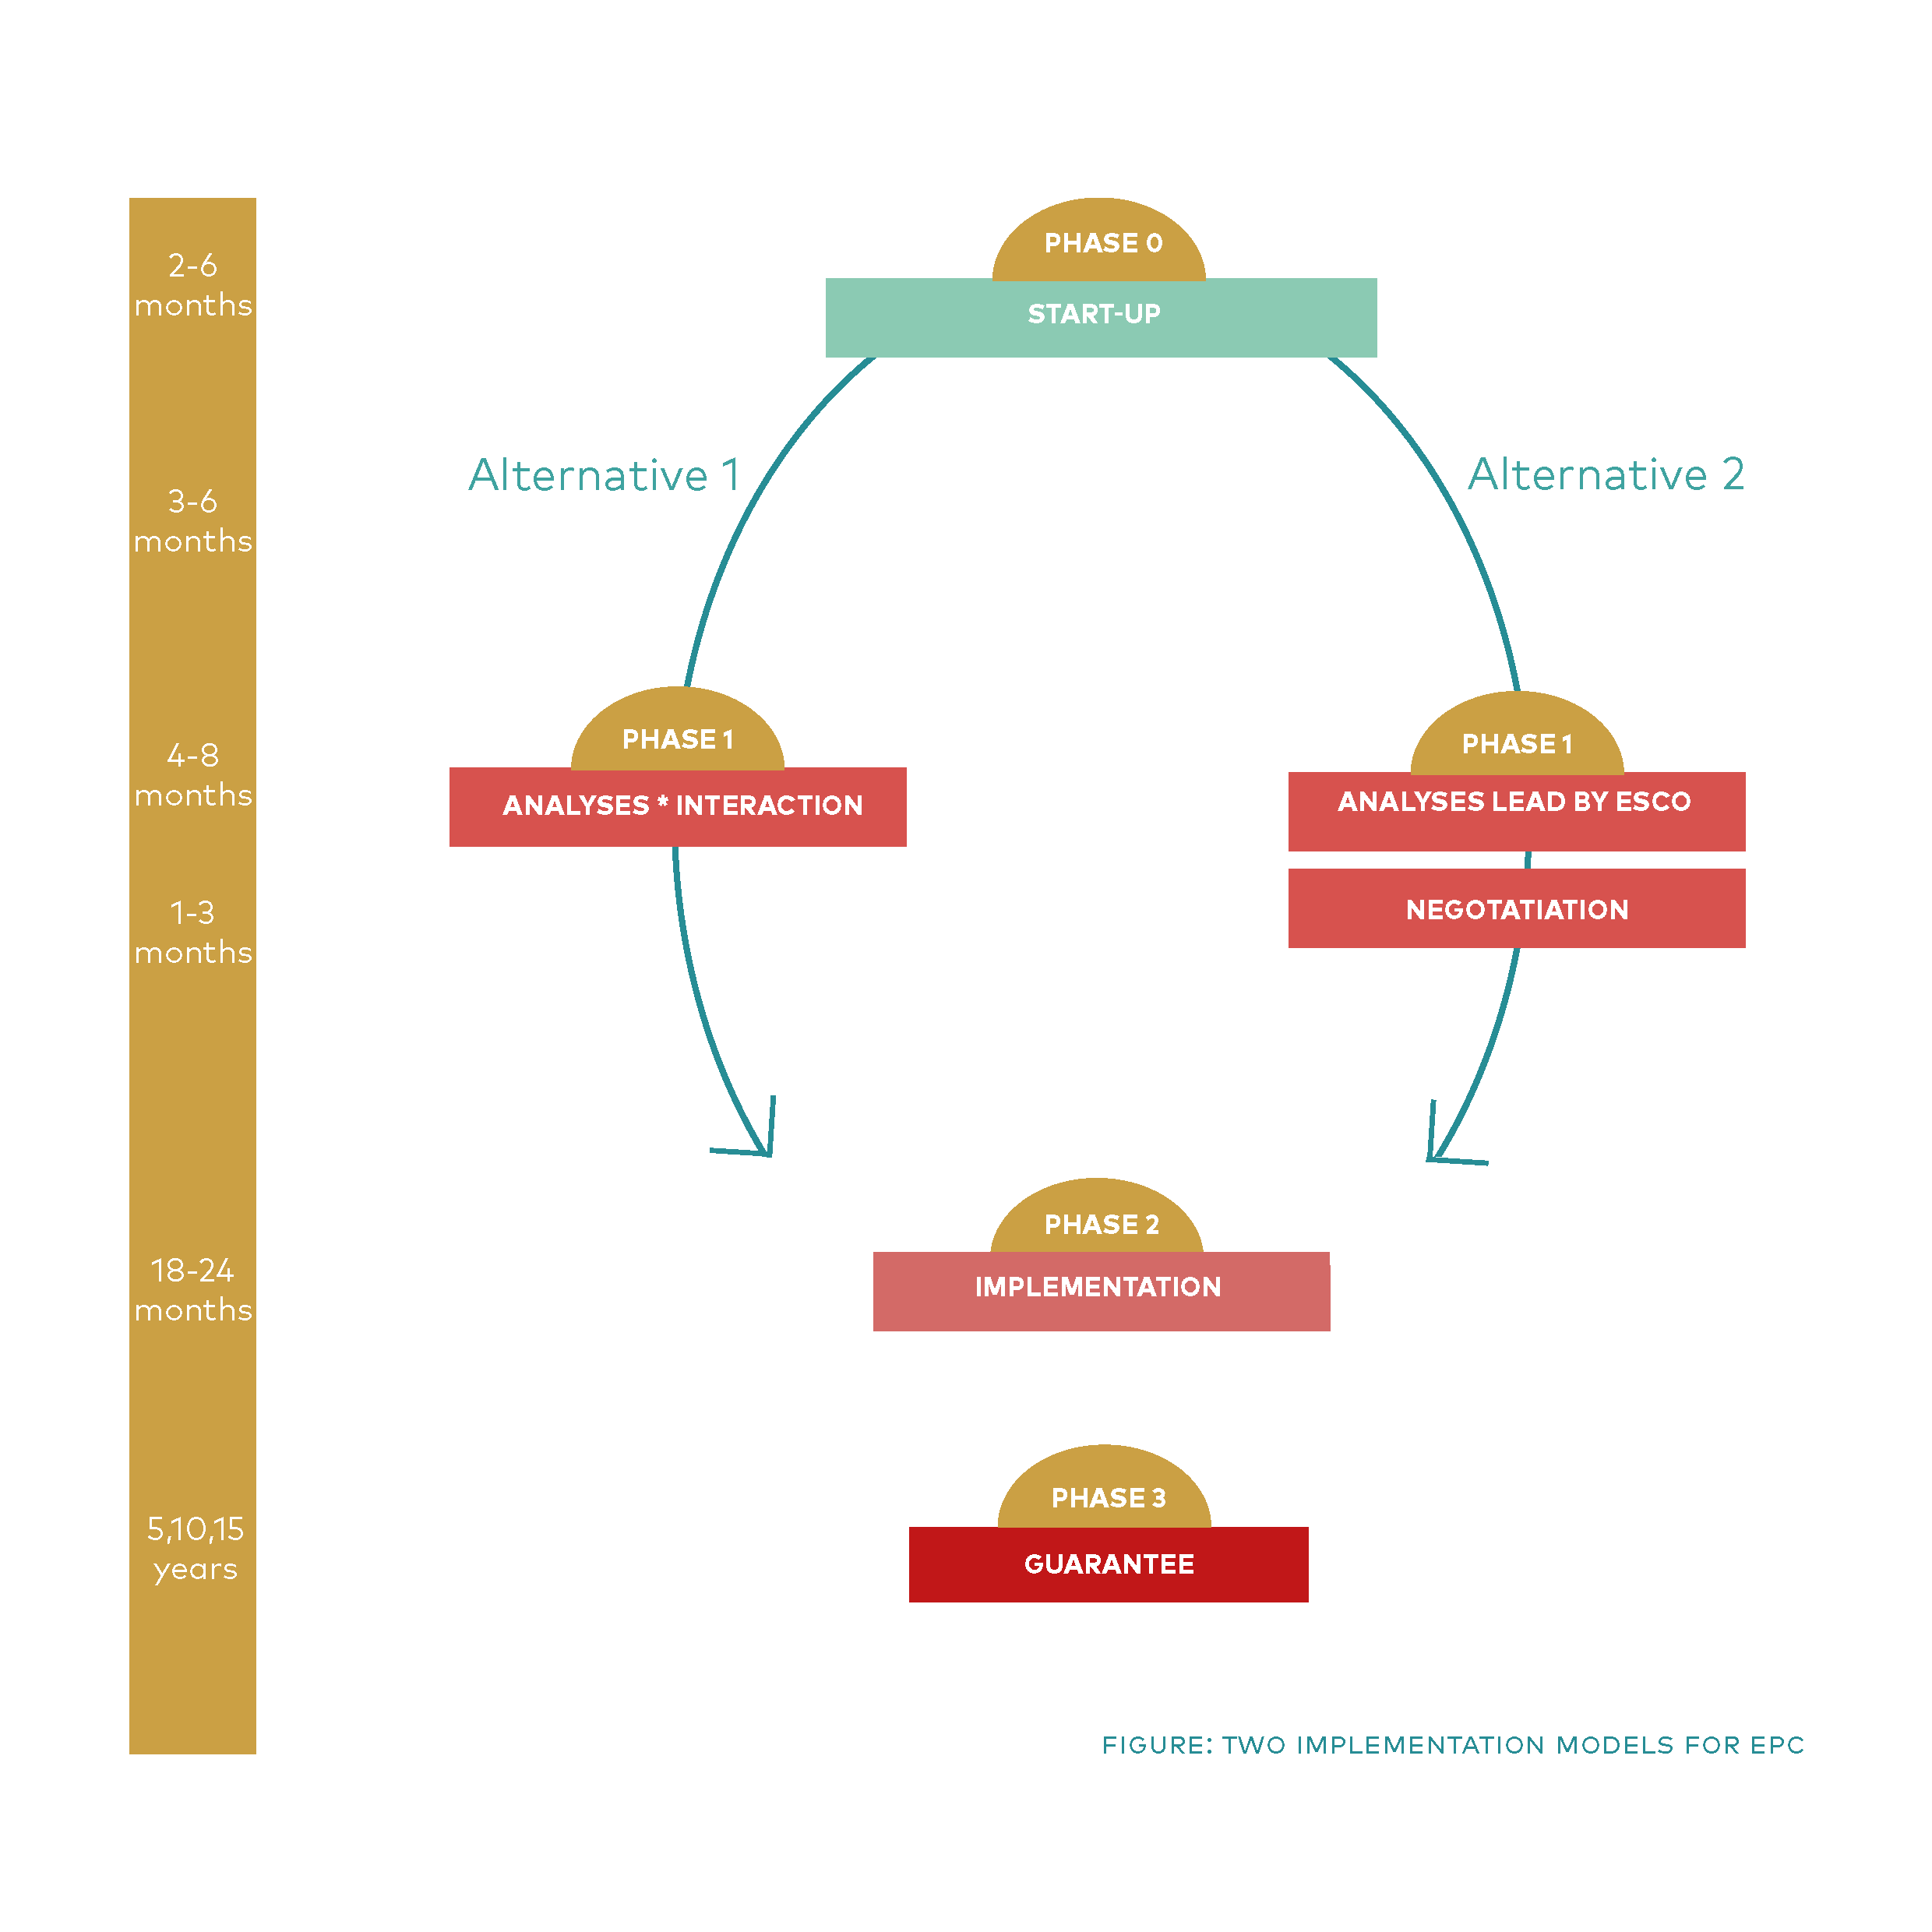 2-6
months
3-6
months
4-8
months
1-3
months
18-24
months
5,10,15
years
PHASE 0
START-UP
Alternative 1
Alternative 2
PHASE 1
ANALYSES * INTERACTION
PHASE 1
ANALYSES LEAD BY ESCO
NEGOTATIATION
PHASE 2
IMPLEMENTATION
PHASE 3
GUARANTEE
FIGURE: TWO IMPLEMENTATION MODELS FOR EPC